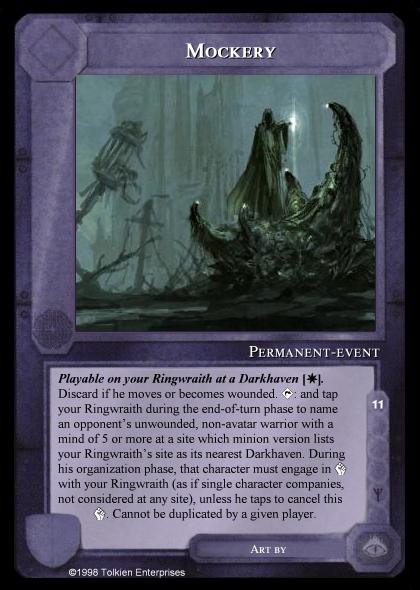 MOCKERY
PERMANENT-EVENT
Playable on your Ringwraith at a Darkhaven [✷].
Discard if he moves or becomes wounded. : and tap
your Ringwraith during the end-of-turn phase to name
an opponent's unwounded, non-avatar warrior with a
mind of 5 or more at a site which minion version lists
your Ringwraith's site as its nearest Darkhaven. During
his organization phase, that character must engage in
with your Ringwraith (as if single character companies,
not considered at any site), unless he taps to cancel this
. Cannot be duplicated by a given player.
11
ART BY
©1998 Tolkien Enterprises